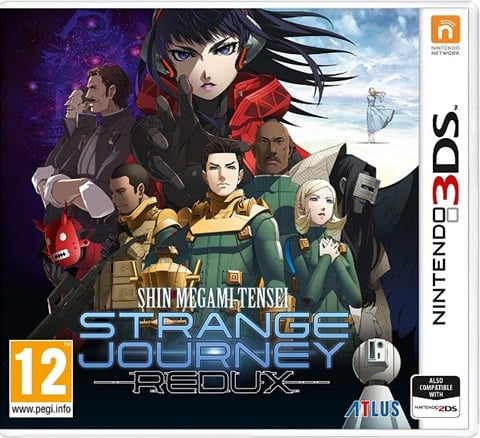 NINTENDO
NETWORK
NINTENDO 3DS™
SHIN MEGAMI TENSEI
STRANGE
JOURNEY
REDUX
12
www.pegi.info
ATLUS
ALSO
COMPATIBLE
WITH
NINTENDO 2DS